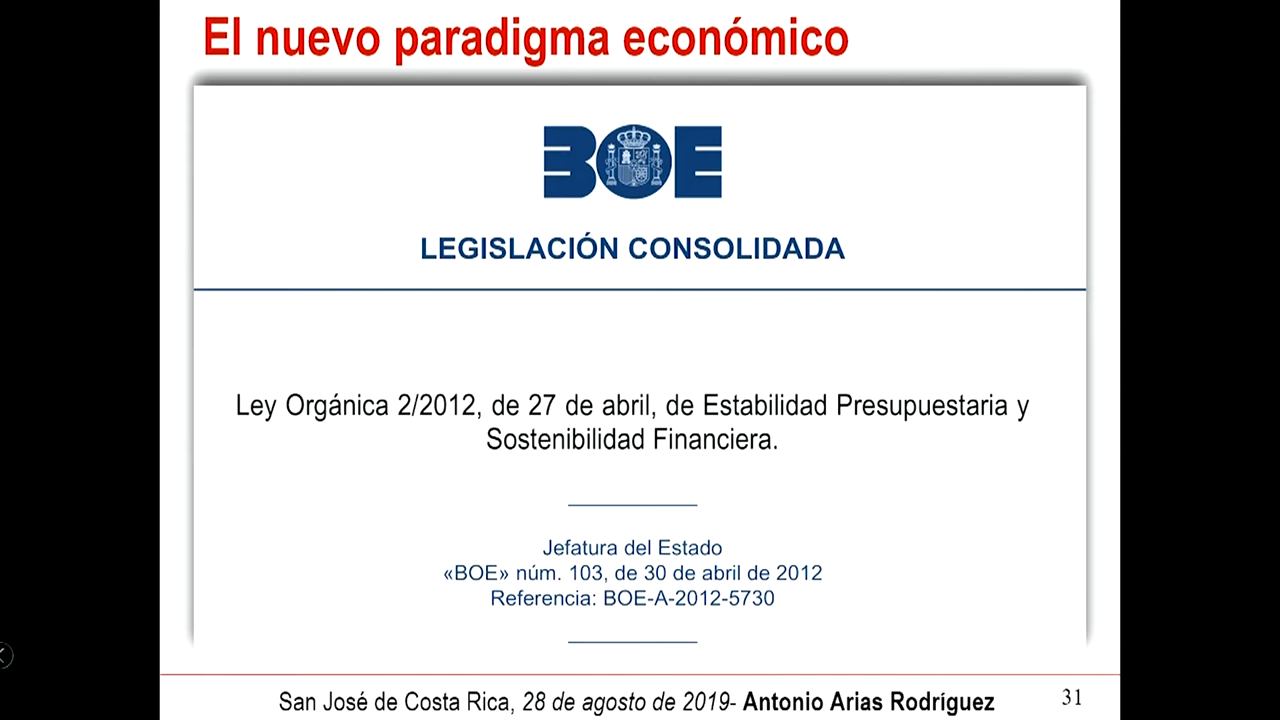 El nuevo paradigma económico
BOE
LEGISLACIÓN CONSOLIDADA
Ley Orgánica 2/2012, de 27 de abril, de Estabilidad Presupuestaria y
Sostenibilidad Financiera.
Jefatura del Estado
«BOE» núm. 103, de 30 de abril de 2012
Referencia: BOE-A-2012-5730
San José de Costa Rica, 28 de agosto de 2019- Antonio Arias Rodríguez 31